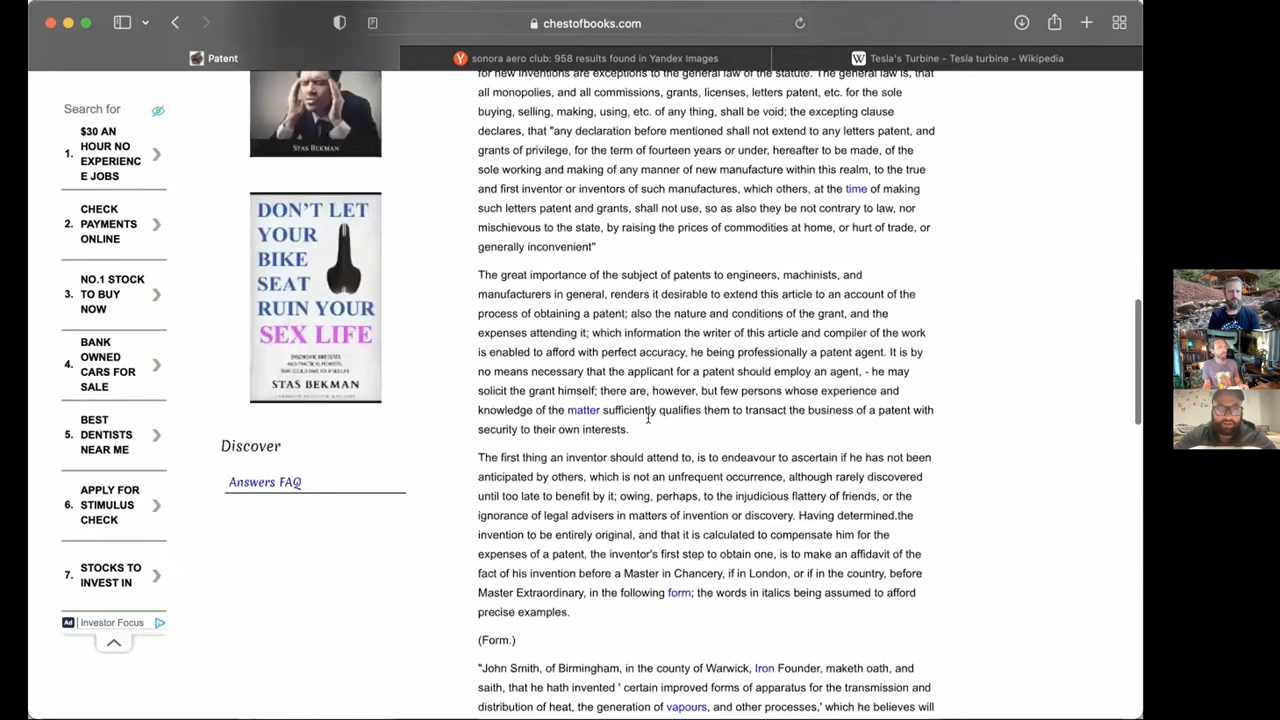 chestofbooks.com
Patent
sonora aero club: 958 results found in Yandex Images
Tesla's Turbine - Tesla turbine - Wikipedia
Search for
1. $30 AN HOUR NO EXPERIENC E JOBS
2. CHECK PAYMENTS ONLINE
3. NO.1 STOCK TO BUY NOW
4. BANK OWNED CARS FOR SALE
5. BEST DENTISTS NEAR ME
6. APPLY FOR STIMULUS CHECK
7. STOCKS TO INVEST IN
Ad Investor Focus
STAS BEKMAN
DON'T LET
YOUR
BIKE
SEAT
RUIN YOUR
SEX LIFE
STAS BEKMAN
Discover
Answers FAQ
for new inventions are exceptions to the general law of the statute. The general law is, that
all monopolies, and all commissions, grants, licenses, letters patent, etc. for the sole
buying, selling, making, using, etc. of any thing, shall be void; the excepting clause
declares, that "any declaration before mentioned shall not extend to any letters patent, and
grants of privilege, for the term of fourteen years or under, hereafter to be made, of the
sole working and making of any manner of new manufacture within this realm, to the true
and first inventor or inventors of such manufactures, which others, at the time of making
such letters patent and grants, shall not use, so as also they be not contrary to law, nor
mischievous to the state, by raising the prices of commodities at home, or hurt of trade, or
generally inconvenient"
The great importance of the subject of patents to engineers, machinists, and
manufacturers in general, renders it desirable to extend this article to an account of the
process of obtaining a patent; also the nature and conditions of the grant, and the
expenses attending it; which information the writer of this article and compiler of the work
is enabled to afford with perfect accuracy, he being professionally a patent agent. It is by
no means necessary that the applicant for a patent should employ an agent, - he may
solicit the grant himself; there are, however, but few persons whose experience and
knowledge of the matter sufficiently qualifies them to transact the business of a patent with
security to their own interests.
The first thing an inventor should attend to, is to endeavour to ascertain if he has not been
anticipated by others, which is not an unfrequent occurrence, although rarely discovered
until too late to benefit by it; owing, perhaps, to the injudicious flattery of friends, or the
ignorance of legal advisers in matters of invention or discovery. Having determined.the
invention to be entirely original, and that it is calculated to compensate him for the
expenses of a patent, the inventor's first step to obtain one, is to make an affidavit of the
fact of his invention before a Master in Chancery, if in London, or if in the country, before
Master Extraordinary, in the following form; the words in italics being assumed to afford
precise examples.
(Form.)
"John Smith, of Birmingham, in the county of Warwick, Iron Founder, maketh oath, and
saith, that he hath invented ' certain improved forms of apparatus for the transmission and
distribution of heat, the generation of vapours, and other processes,' which he believes will